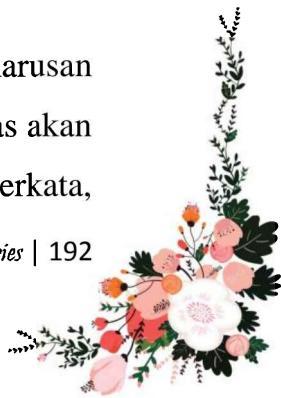 arusan
as akan
erkata,
ies | 192